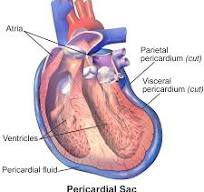 Atria
Parietal
pericardium (cut)
Visceral
pericardium (cut)
Ventricles
Pericardial fluid
Pericardial Sac